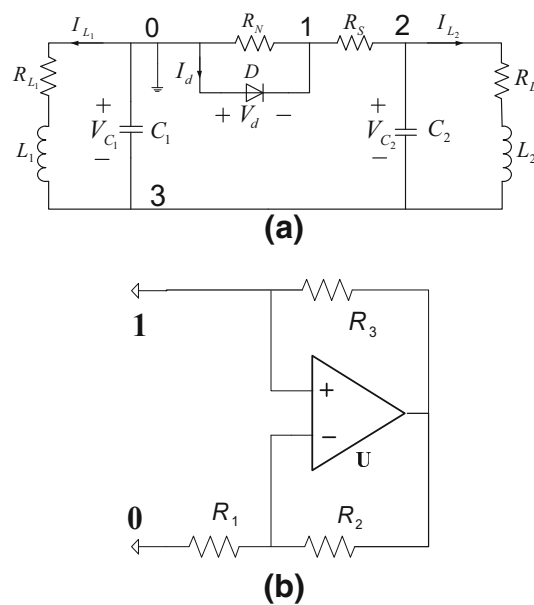 I_{L_1} 0 R_N 1 R_S 2 I_{L_2}
R_{L_1} I_d D R_L
+ V_d −
+ V_{C_1} − C_1 + V_{C_2} − C_2
L_1 L_2
3
(a)
1 R_3
+
−
U
0 R_1 R_2
(b)